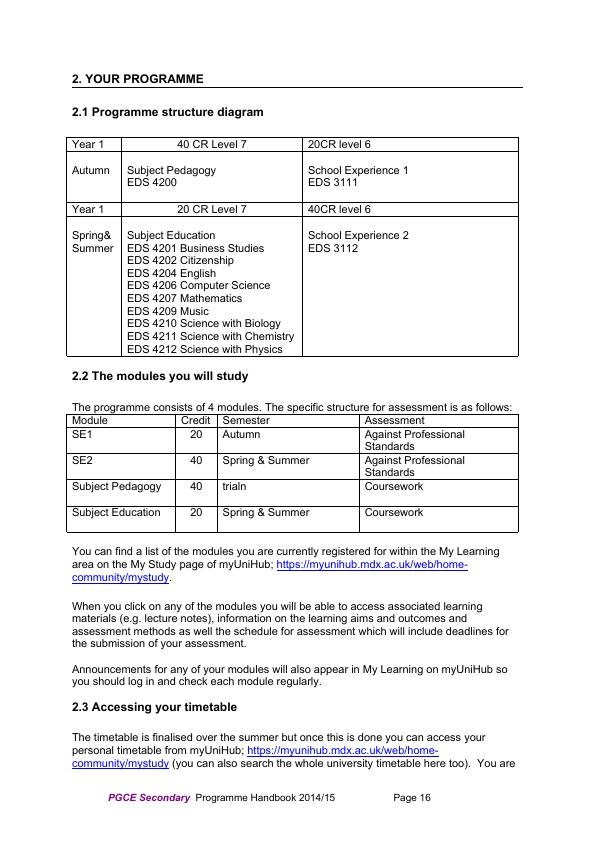 2. YOUR PROGRAMME
2.1 Programme structure diagram
Year 1 40 CR Level 7 20CR level 6
Autumn Subject Pedagogy School Experience 1
EDS 4200 EDS 3111
Year 1 20 CR Level 7 40CR level 6
Spring& Subject Education School Experience 2
Summer EDS 4201 Business Studies EDS 3112
EDS 4202 Citizenship
EDS 4204 English
EDS 4206 Computer Science
EDS 4207 Mathematics
EDS 4209 Music
EDS 4210 Science with Biology
EDS 4211 Science with Chemistry
EDS 4212 Science with Physics
2.2 The modules you will study
The programme consists of 4 modules. The specific structure for assessment is as follows:
Module Credit Semester Assessment
SE1 20 Autumn Against Professional
Standards
SE2 40 Spring & Summer Against Professional
Standards
Subject Pedagogy 40 trialn Coursework
Subject Education 20 Spring & Summer Coursework
You can find a list of the modules you are currently registered for within the My Learning
area on the My Study page of myUniHub; https://myunihub.mdx.ac.uk/web/home-
community/mystudy.
When you click on any of the modules you will be able to access associated learning
materials (e.g. lecture notes), information on the learning aims and outcomes and
assessment methods as well the schedule for assessment which will include deadlines for
the submission of your assessment.
Announcements for any of your modules will also appear in My Learning on myUniHub so
you should log in and check each module regularly.
2.3 Accessing your timetable
The timetable is finalised over the summer but once this is done you can access your
personal timetable from myUniHub; https://myunihub.mdx.ac.uk/web/home-
community/mystudy (you can also search the whole university timetable here too).  You are
PGCE Secondary Programme Handbook 2014/15 Page 16